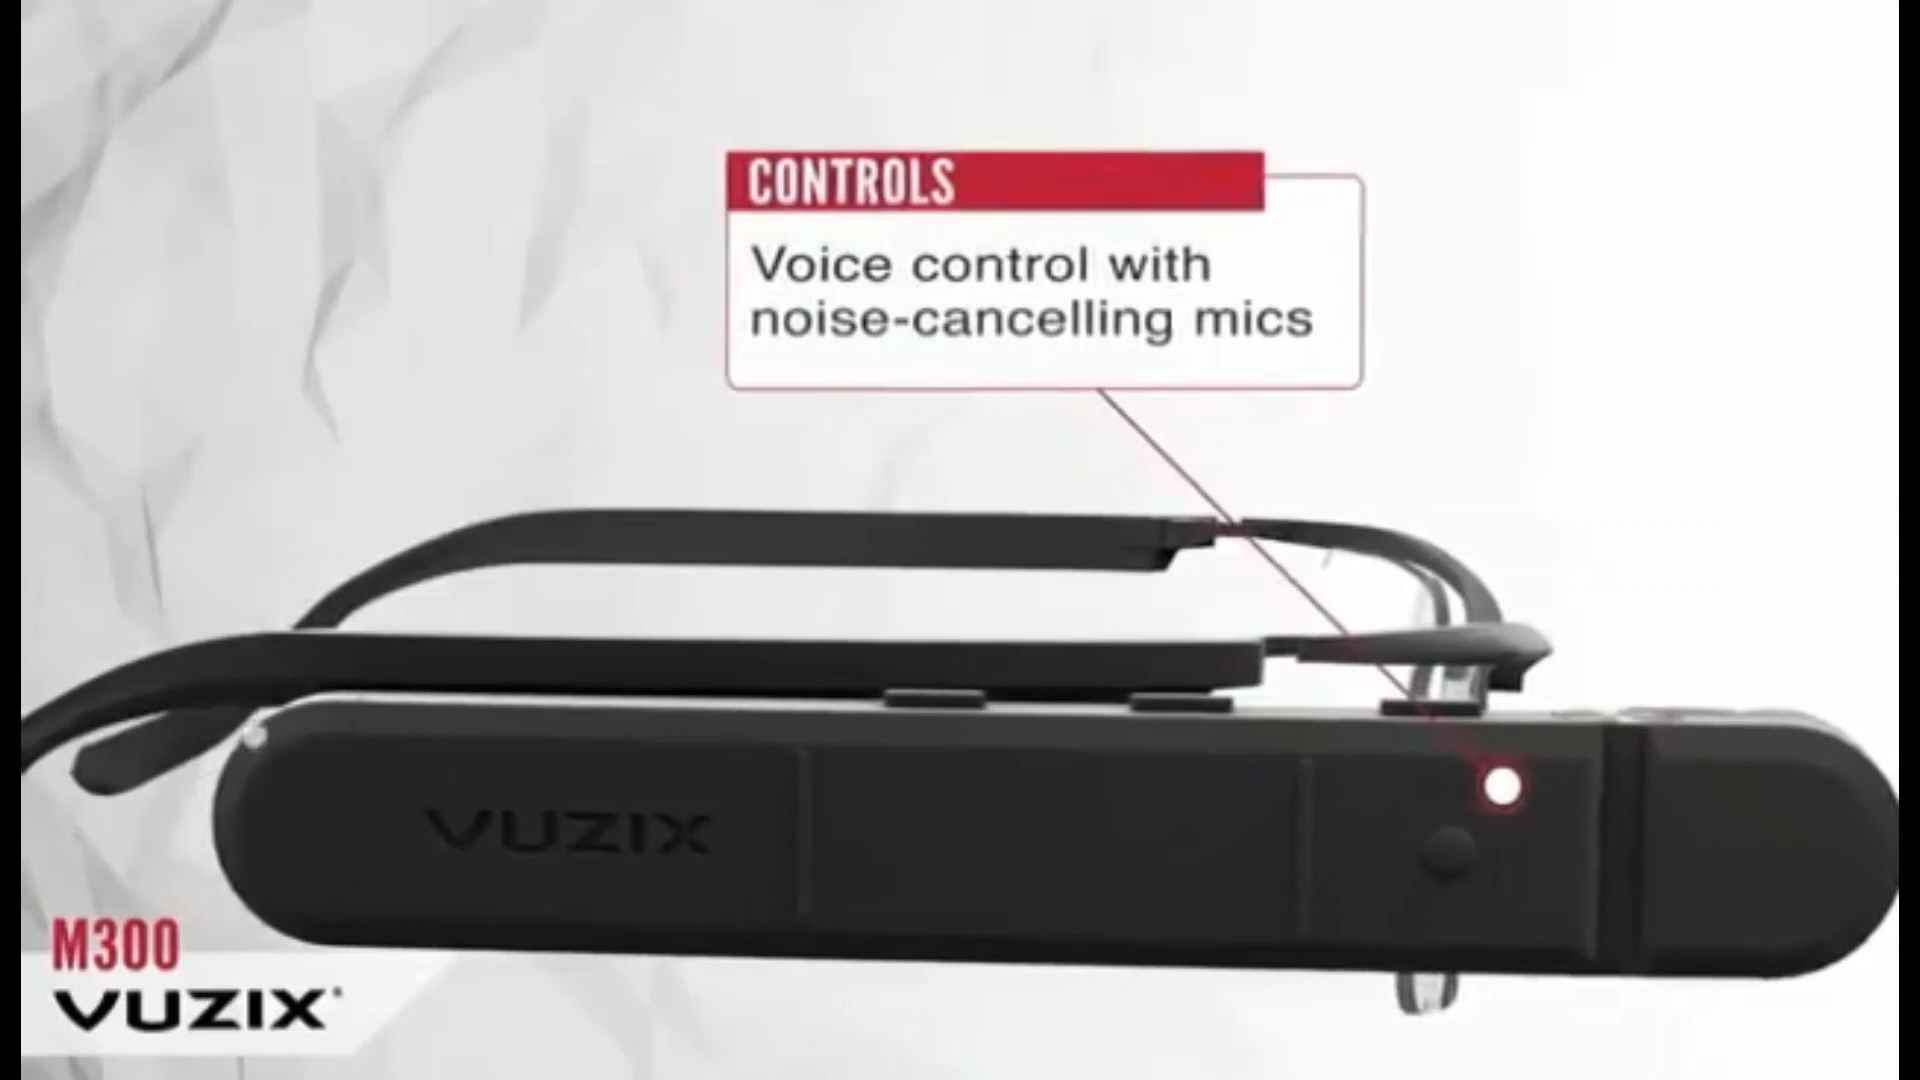 CONTROLS
Voice control with
noise-cancelling mics
VUZIX
M300
VUZIX